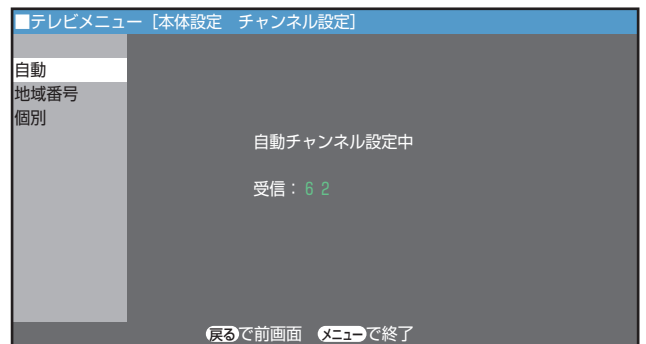 ■テレビメニュー［本体設定　チャンネル設定］
自動
地域番号
個別
自動チャンネル設定中
受信：６２
戻るで前画面　メニューで終了